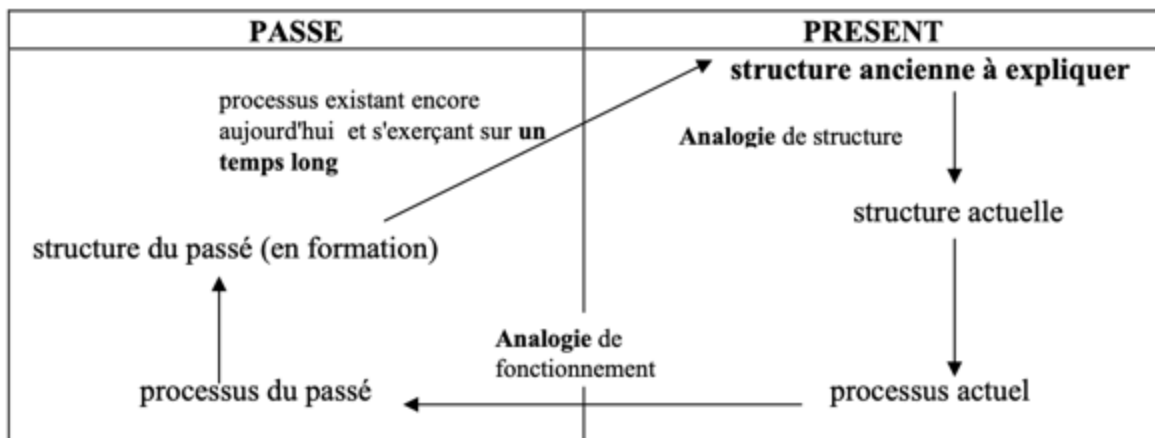 PASSE
PRESENT
structure ancienne à expliquer
processus existant encore
aujourd'hui et s'exerçant sur un
temps long
Analogie de structure
structure actuelle
structure du passé (en formation)
Analogie de
fonctionnement
processus du passé
processus actuel